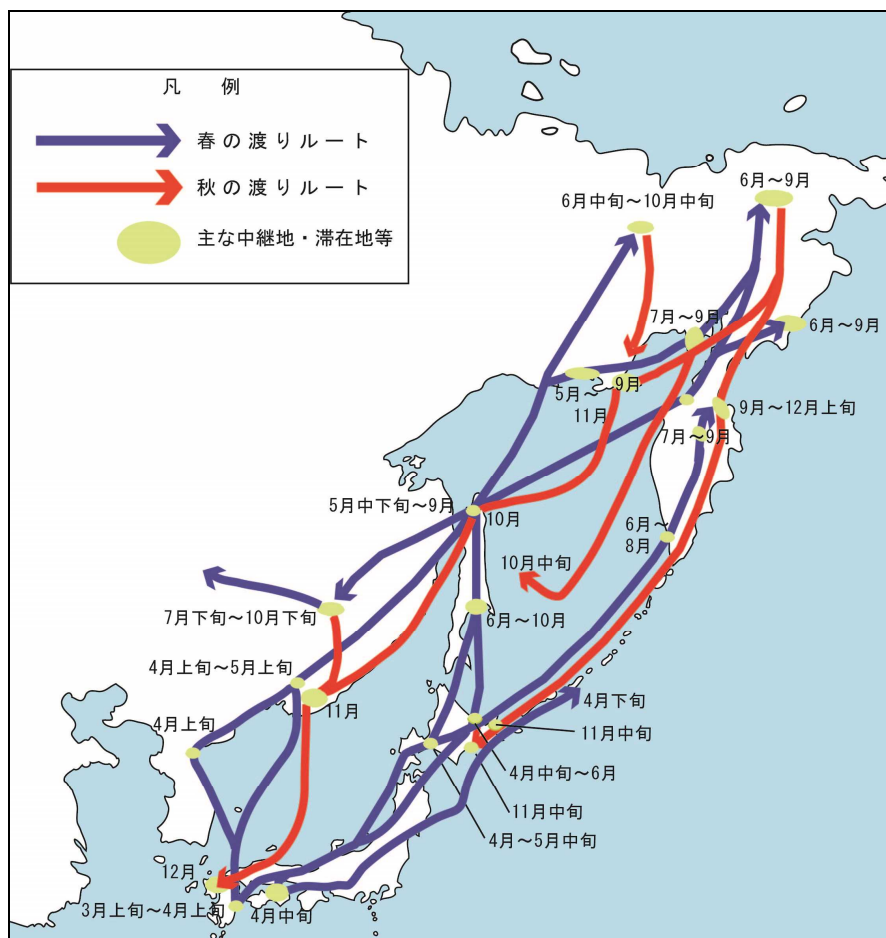 凡　例
春の渡りルート
秋の渡りルート
主な中継地・滞在地等
6月～9月
6月中旬～10月中旬
7月～9月
6月～9月
5月～
11月
9月
9月～12月上旬
7月～9月
5月中下旬～9月
10月
6月～
8月
10月中旬
7月下旬～10月下旬
6月～10月
4月上旬～5月上旬
11月
4月下旬
4月上旬
11月中旬
4月中旬～6月
11月中旬
4月～5月中旬
12月
3月上旬～4月上旬
4月中旬